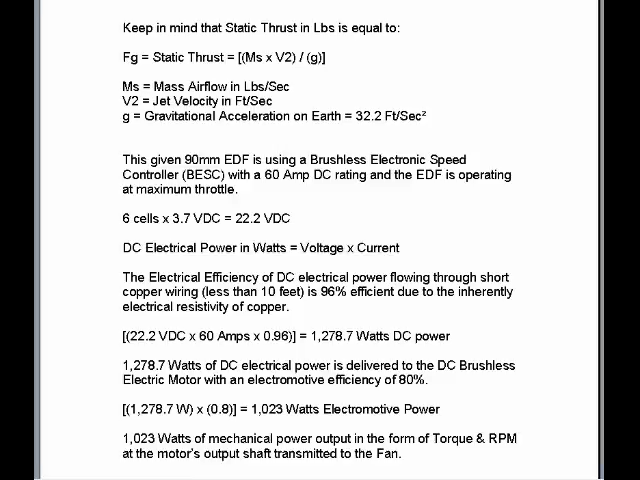 Keep in mind that Static Thrust in Lbs is equal to:
Fg = Static Thrust = [(Ms x V2) / (g)]
Ms = Mass Airflow in Lbs/Sec
V2 = Jet Velocity in Ft/Sec
g = Gravitational Acceleration on Earth = 32.2 Ft/Sec²
This given 90mm EDF is using a Brushless Electronic Speed
Controller (BESC) with a 60 Amp DC rating and the EDF is operating
at maximum throttle.
6 cells x 3.7 VDC = 22.2 VDC
DC Electrical Power in Watts = Voltage x Current
The Electrical Efficiency of DC electrical power flowing through short
copper wiring (less than 10 feet) is 96% efficient due to the inherently
electrical resistivity of copper.
[(22.2 VDC x 60 Amps x 0.96)] = 1,278.7 Watts DC power
1,278.7 Watts of DC electrical power is delivered to the DC Brushless
Electric Motor with an electromotive efficiency of 80%.
[(1,278.7 W) x (0.8)] = 1,023 Watts Electromotive Power
1,023 Watts of mechanical power output in the form of Torque & RPM
at the motor's output shaft transmitted to the Fan.